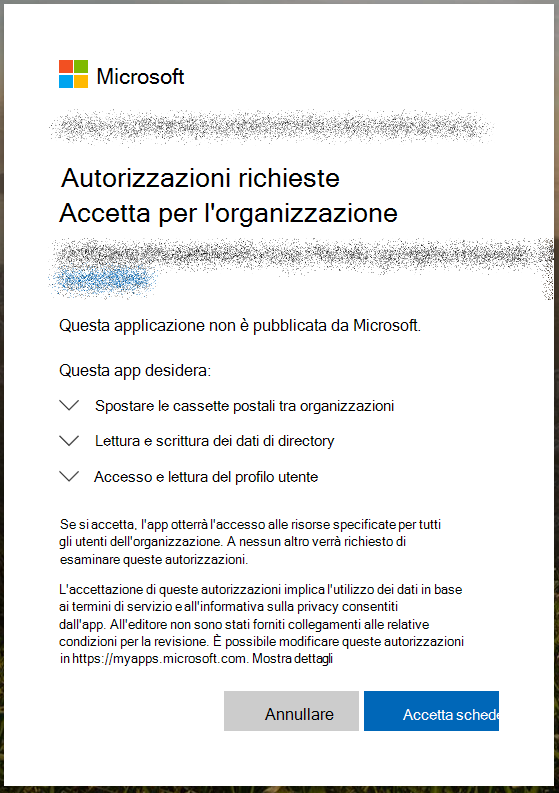 Microsoft
Autorizzazioni richieste
Accetta per l'organizzazione
Questa applicazione non è pubblicata da Microsoft.
Questa app desidera:
Spostare le cassette postali tra organizzazioni
Lettura e scrittura dei dati di directory
Accesso e lettura del profilo utente
Se si accetta, l'app otterrà l'accesso alle risorse specificate per tutti
gli utenti dell'organizzazione. A nessun altro verrà richiesto di
esaminare queste autorizzazioni.
L'accettazione di queste autorizzazioni implica l'utilizzo dei dati in base
ai termini di servizio e all'informativa sulla privacy consentiti
dall'app. All'editore non sono stati forniti collegamenti alle relative
condizioni per la revisione. È possibile modificare queste autorizzazioni
in https://myapps.microsoft.com. Mostra dettagli
Annullare
Accetta schede